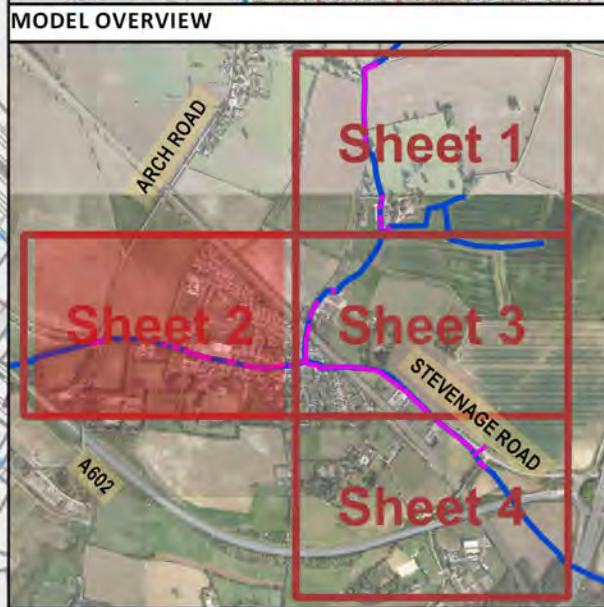 MODEL OVERVIEW
ARCH ROAD
Sheet 1
Sheet 2
Sheet 3
STEVENAGE ROAD
A602
Sheet 4